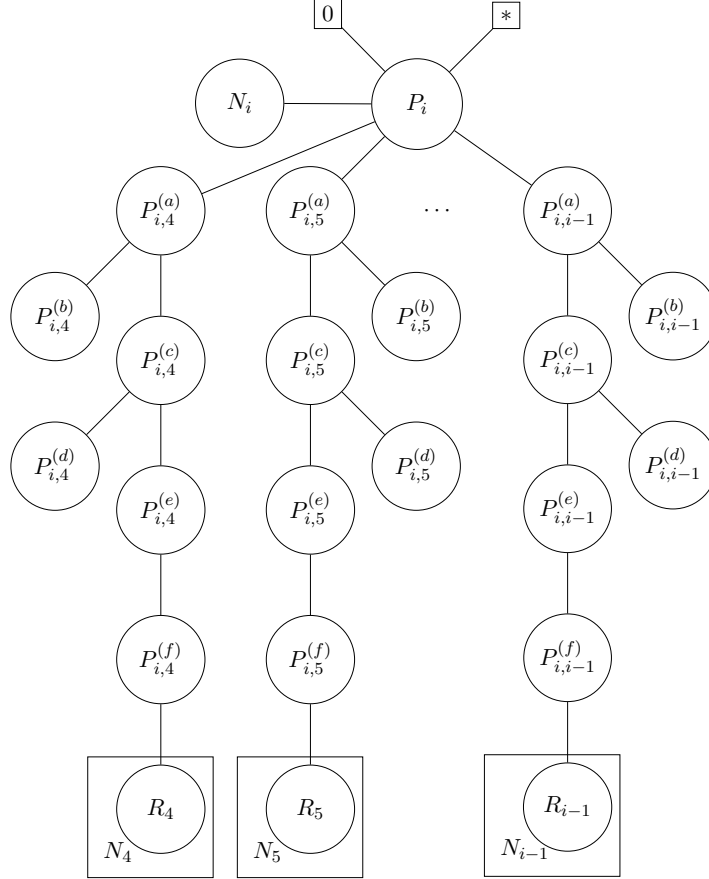 0 *
N_i P_i
P_{i,4}^{(a)} P_{i,5}^{(a)} ... P_{i,i-1}^{(a)}
P_{i,4}^{(b)} P_{i,5}^{(b)} P_{i,i-1}^{(b)}
P_{i,4}^{(c)} P_{i,5}^{(c)} P_{i,i-1}^{(c)}
P_{i,4}^{(d)} P_{i,5}^{(d)} P_{i,i-1}^{(d)}
P_{i,4}^{(e)} P_{i,5}^{(e)} P_{i,i-1}^{(e)}
P_{i,4}^{(f)} P_{i,5}^{(f)} P_{i,i-1}^{(f)}
R_4 R_5 R_{i-1}
N_4 N_5 N_{i-1}